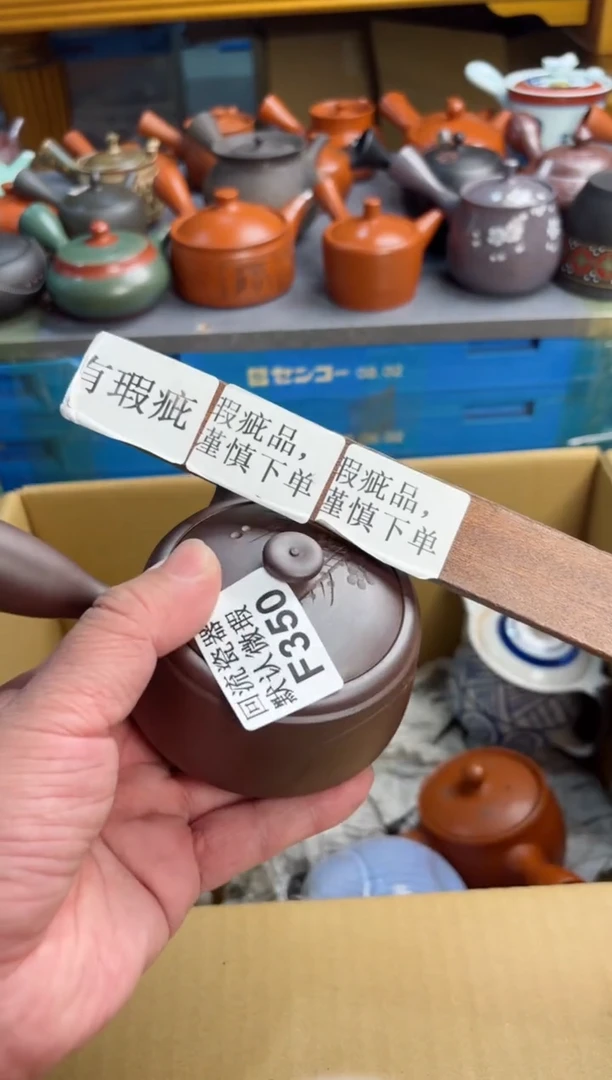 センコー
有瑕疵
瑕疵品,
谨慎下单
瑕疵品,
谨慎下单
回流瓷器
默认微瑕
F350